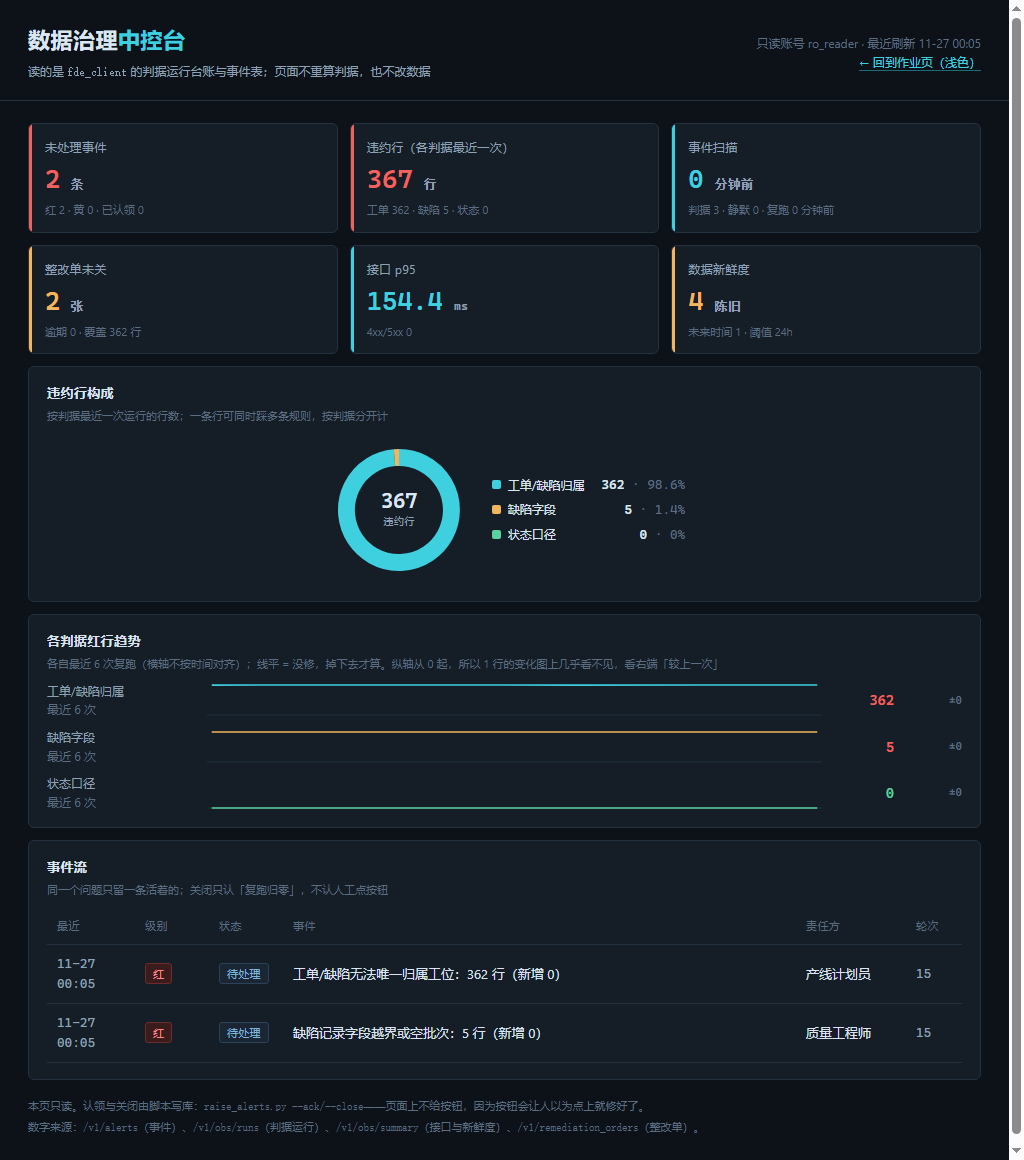 数据治理中控台
只读账号 ro_reader · 最近刷新 11-27 00:05
读的是 fde_client 的判据运行台账与事件表；页面不重算判据，也不改数据
← 回到作业页（浅色）
未处理事件
2 条
红 2 · 黄 0 · 已认领 0
违约行（各判据最近一次）
367 行
工单 362 · 缺陷 5 · 状态 0
事件扫描
0 分钟前
判据 3 · 静默 0 · 复跑 0 分钟前
整改单未关
2 张
逾期 0 · 覆盖 362 行
接口 p95
154.4 ms
4xx/5xx 0
数据新鲜度
4 陈旧
未来时间 1 · 阈值 24h
违约行构成
按判据最近一次运行的行数；一条行可同时踩多条规则，按判据分开计
367
违约行
工单/缺陷归属 362 · 98.6%
缺陷字段 5 · 1.4%
状态口径 0 · 0%
各判据红行趋势
各自最近 6 次复跑（横轴不按时间对齐）；线平 = 没修，掉下去才算。纵轴从 0 起，所以 1 行的变化图上几乎看不见，看右端「较上一次」
工单/缺陷归属
最近 6 次
362 ±0
缺陷字段
最近 6 次
5 ±0
状态口径
最近 6 次
0 ±0
事件流
同一个问题只留一条活着的；关闭只认「复跑归零」，不认人工点按钮
最近 级别 状态 事件 责任方 轮次
11-27
00:05
红 待处理 工单/缺陷无法唯一归属工位：362 行（新增 0） 产线计划员 15
11-27
00:05
红 待处理 缺陷记录字段越界或空批次：5 行（新增 0） 质量工程师 15
本页只读。认领与关闭由脚本写库：raise_alerts.py --ack/--close——页面上不给按钮，因为按钮会让人以为点上就修好了。
数字来源：/v1/alerts（事件）、/v1/obs/runs（判据运行）、/v1/obs/summary（接口与新鲜度）、/v1/remediation_orders（整改单）。